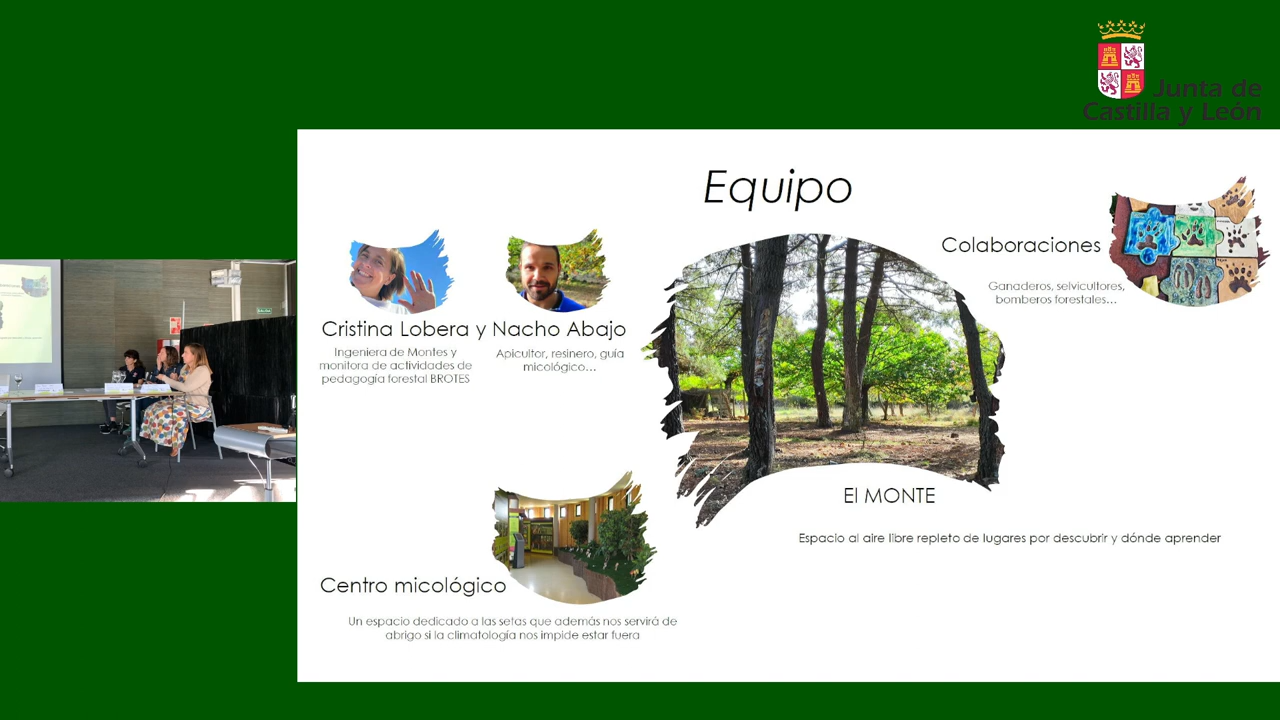 Junta de
Castilla y León
Equipo
Colaboraciones
Ganaderos, selvicultores,
bomberos forestales...
Cristina Lobera y Nacho Abajo
Ingeniera de Montes y
monitora de actividades de
pedagogía forestal BROTES
Apicultor, resinero, guía
micológico...
El MONTE
Espacio al aire libre repleto de lugares por descubrir y dónde aprender
Centro micológico
Un espacio dedicado a las setas que además nos servirá de
abrigo si la climatología nos impide estar fuera